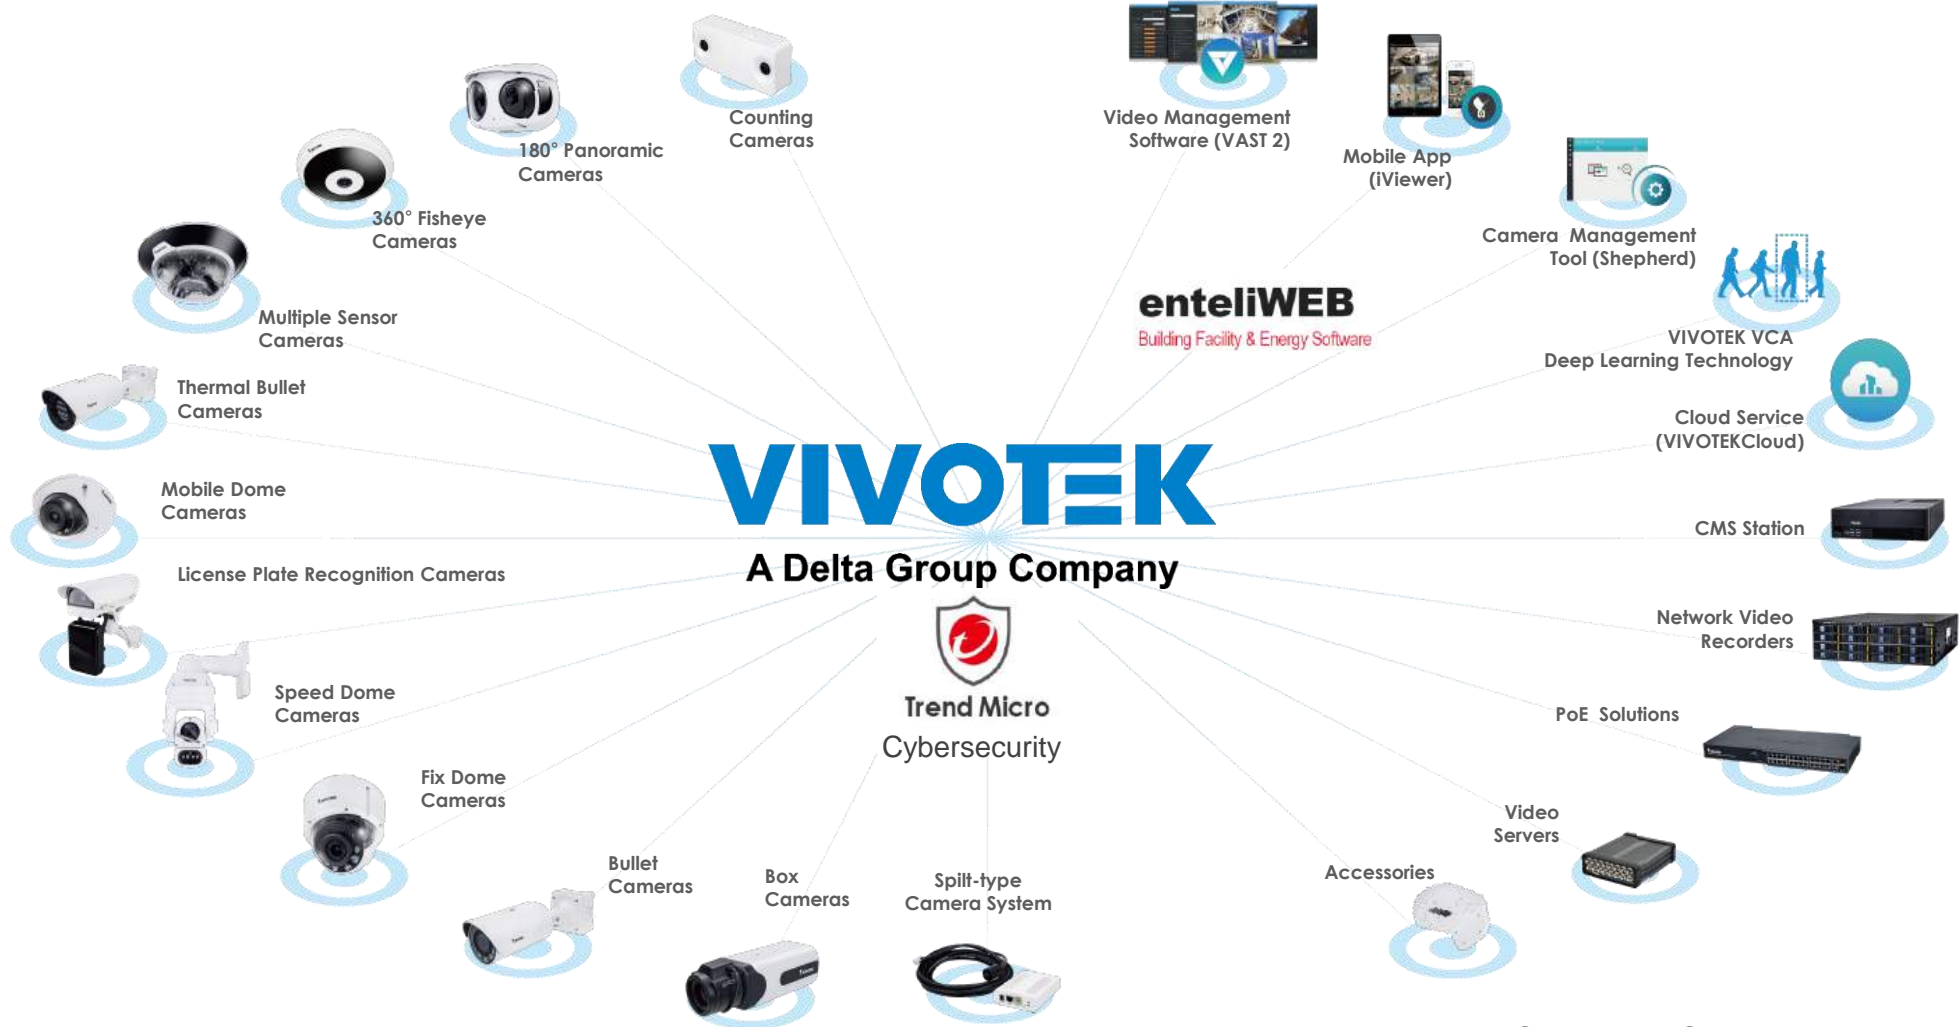 Counting
Cameras
Video Management
Software (VAST 2)
180° Panoramic
Cameras
Mobile App
(iViewer)
360° Fisheye
Cameras
Camera Management
Tool (Shepherd)
enteliWEB
Building Facility & Energy Software
Multiple Sensor
Cameras
VIVOTEK VCA
Deep Learning Technology
Thermal Bullet
Cameras
Cloud Service
(VIVOTEKCloud)
VIVOTEK
A Delta Group Company
Mobile Dome
Cameras
CMS Station
License Plate Recognition Cameras
Network Video
Recorders
Trend Micro
Cybersecurity
Speed Dome
Cameras
PoE Solutions
Fix Dome
Cameras
Video
Servers
Bullet
Cameras
Box
Cameras
Spilt-type
Camera System
Accessories